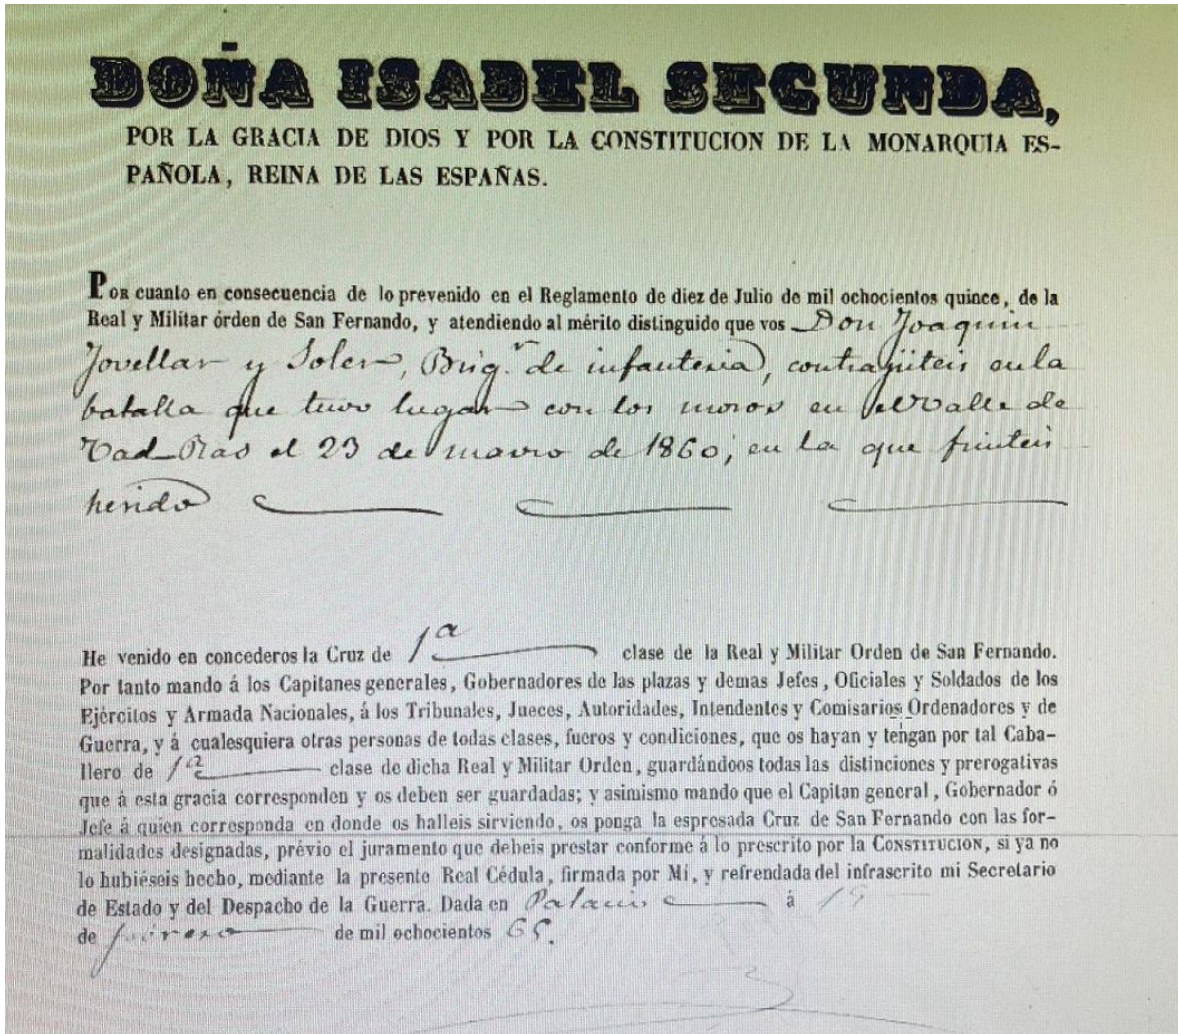 DOÑA ISABEL SEGUNDA,
POR LA GRACIA DE DIOS Y POR LA CONSTITUCION DE LA MONARQUÍA ES-
PAÑOLA, REINA DE LAS ESPAÑAS.
POR cuanto en consecuencia de lo prevenido en el Reglamento de diez de Julio de mil ochocientos quince, de la
Real y Militar órden de San Fernando, y atendiendo al mérito distinguido que vos Don Joaquin
Jovellar y Soler, Brig.r de infanteria, contragüteis en la
batalla que tuvo lugar con los moros en el Valle de
Vad-Ras el 23 de marzo de 1860, en la que fuisteis
herido
He venido en concederos la Cruz de 1ª clase de la Real y Militar Orden de San Fernando.
Por tanto mando á los Capitanes generales, Gobernadores de las plazas y demas Jefes, Oficiales y Soldados de los
Ejércitos y Armada Nacionales, á los Tribunales, Jueces, Autoridades, Intendentes y Comisarios Ordenadores y de
Guerra, y á cualesquiera otras personas de todas clases, fueros y condiciones, que os hayan y tengan por tal Caba-
llero de 1ª clase de dicha Real y Militar Orden, guardándoos todas las distinciones y prerogativas
que á esta gracia corresponden y os deben ser guardadas; y asimismo mando que el Capitan general, Gobernador ó
Jefe á quien corresponda en donde os halleis sirviendo, os ponga la espresada Cruz de San Fernando con las for-
malidades designadas, prévio el juramento que debeis prestar conforme á lo prescrito por la CONSTITUCION, si ya no
lo hubiéseis hecho, mediante la presente Real Cédula, firmada por Mí, y refrendada del infrascrito mi Secretario
de Estado y del Despacho de la Guerra. Dada en Palacio á
de febrero de mil ochocientos 65.